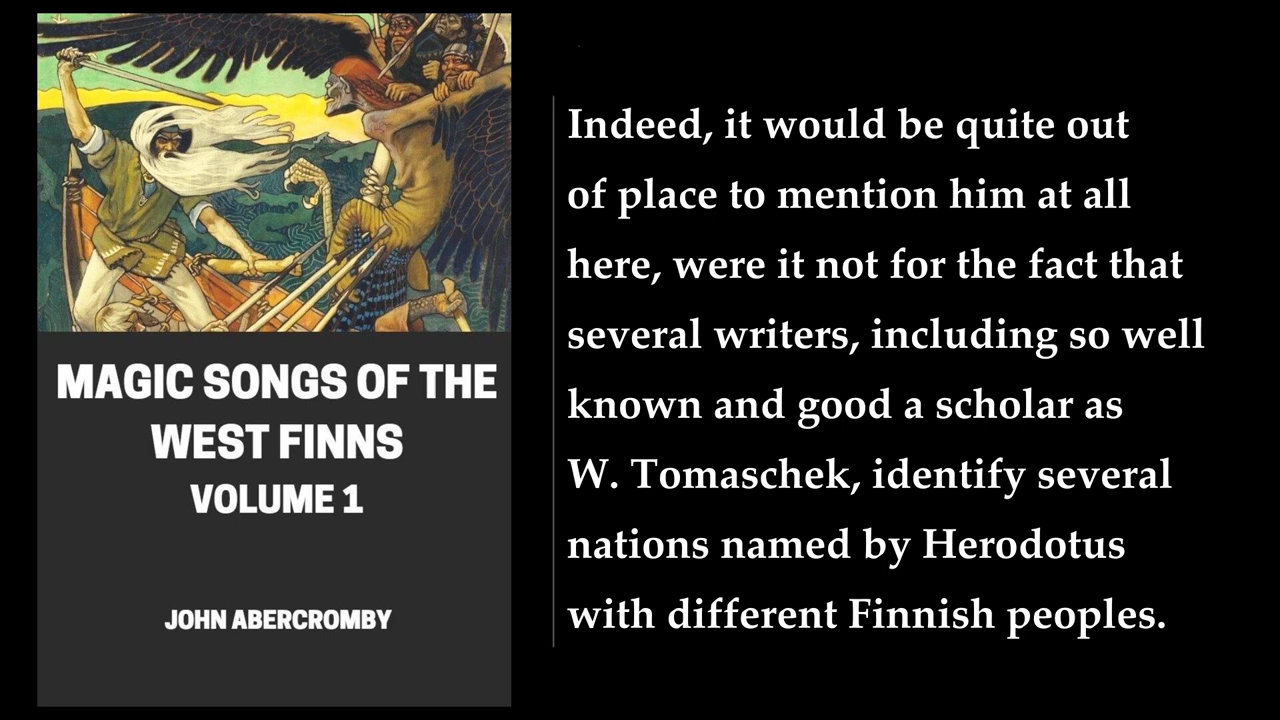 MAGIC SONGS OF THE
WEST FINNS
VOLUME 1
JOHN ABERCROMBY
Indeed, it would be quite out
of place to mention him at all
here, were it not for the fact that
several writers, including so well
known and good a scholar as
W. Tomaschek, identify several
nations named by Herodotus
with different Finnish peoples.